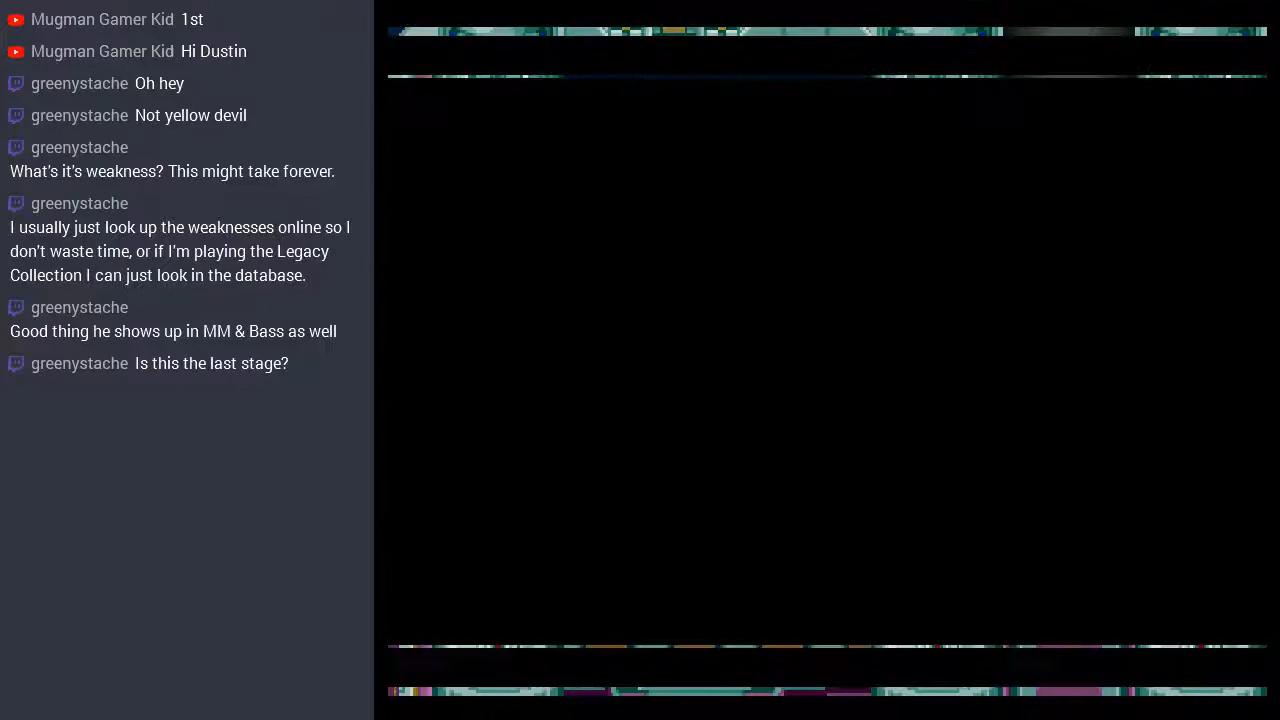 Mugman Gamer Kid 1st
Mugman Gamer Kid Hi Dustin
greenystache Oh hey
greenystache Not yellow devil
greenystache
What's it's weakness? This might take forever.
greenystache
I usually just look up the weaknesses online so I
don't waste time, or if I'm playing the Legacy
Collection I can just look in the database.
greenystache
Good thing he shows up in MM & Bass as well
greenystache Is this the last stage?